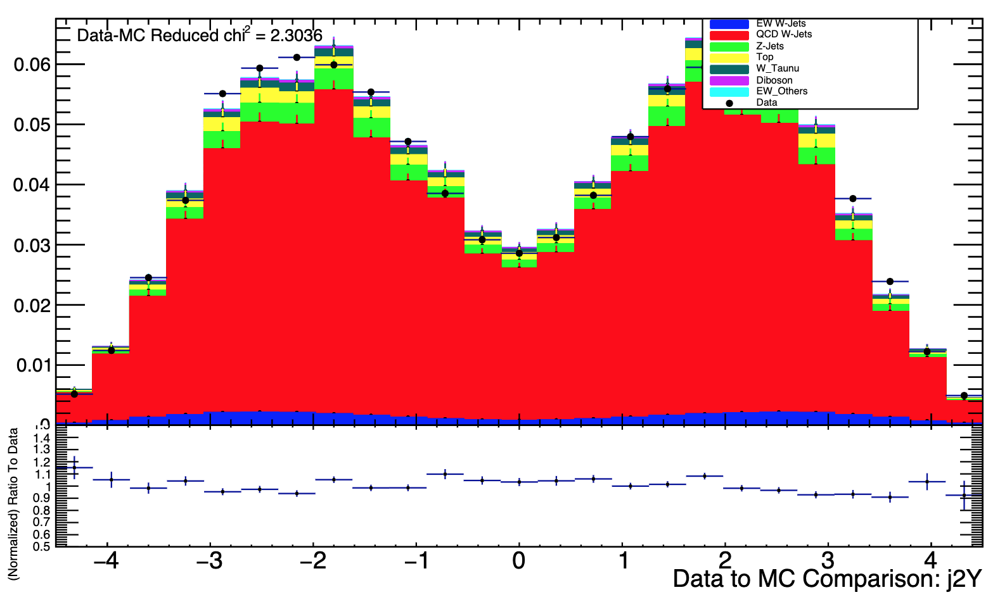 Data-MC Reduced chi² = 2.3036
EW W-Jets
QCD W-Jets
Z-Jets
Top
W_Taunu
Diboson
EW_Others
Data
0.06
0.05
0.04
0.03
0.02
0.01
(Normalized) Ratio To Data
1.4
1.3
1.2
1.1
1
0.9
0.8
0.7
0.6
0.5
−4 −3 −2 −1 0 1 2 3 4
Data to MC Comparison: j2Y